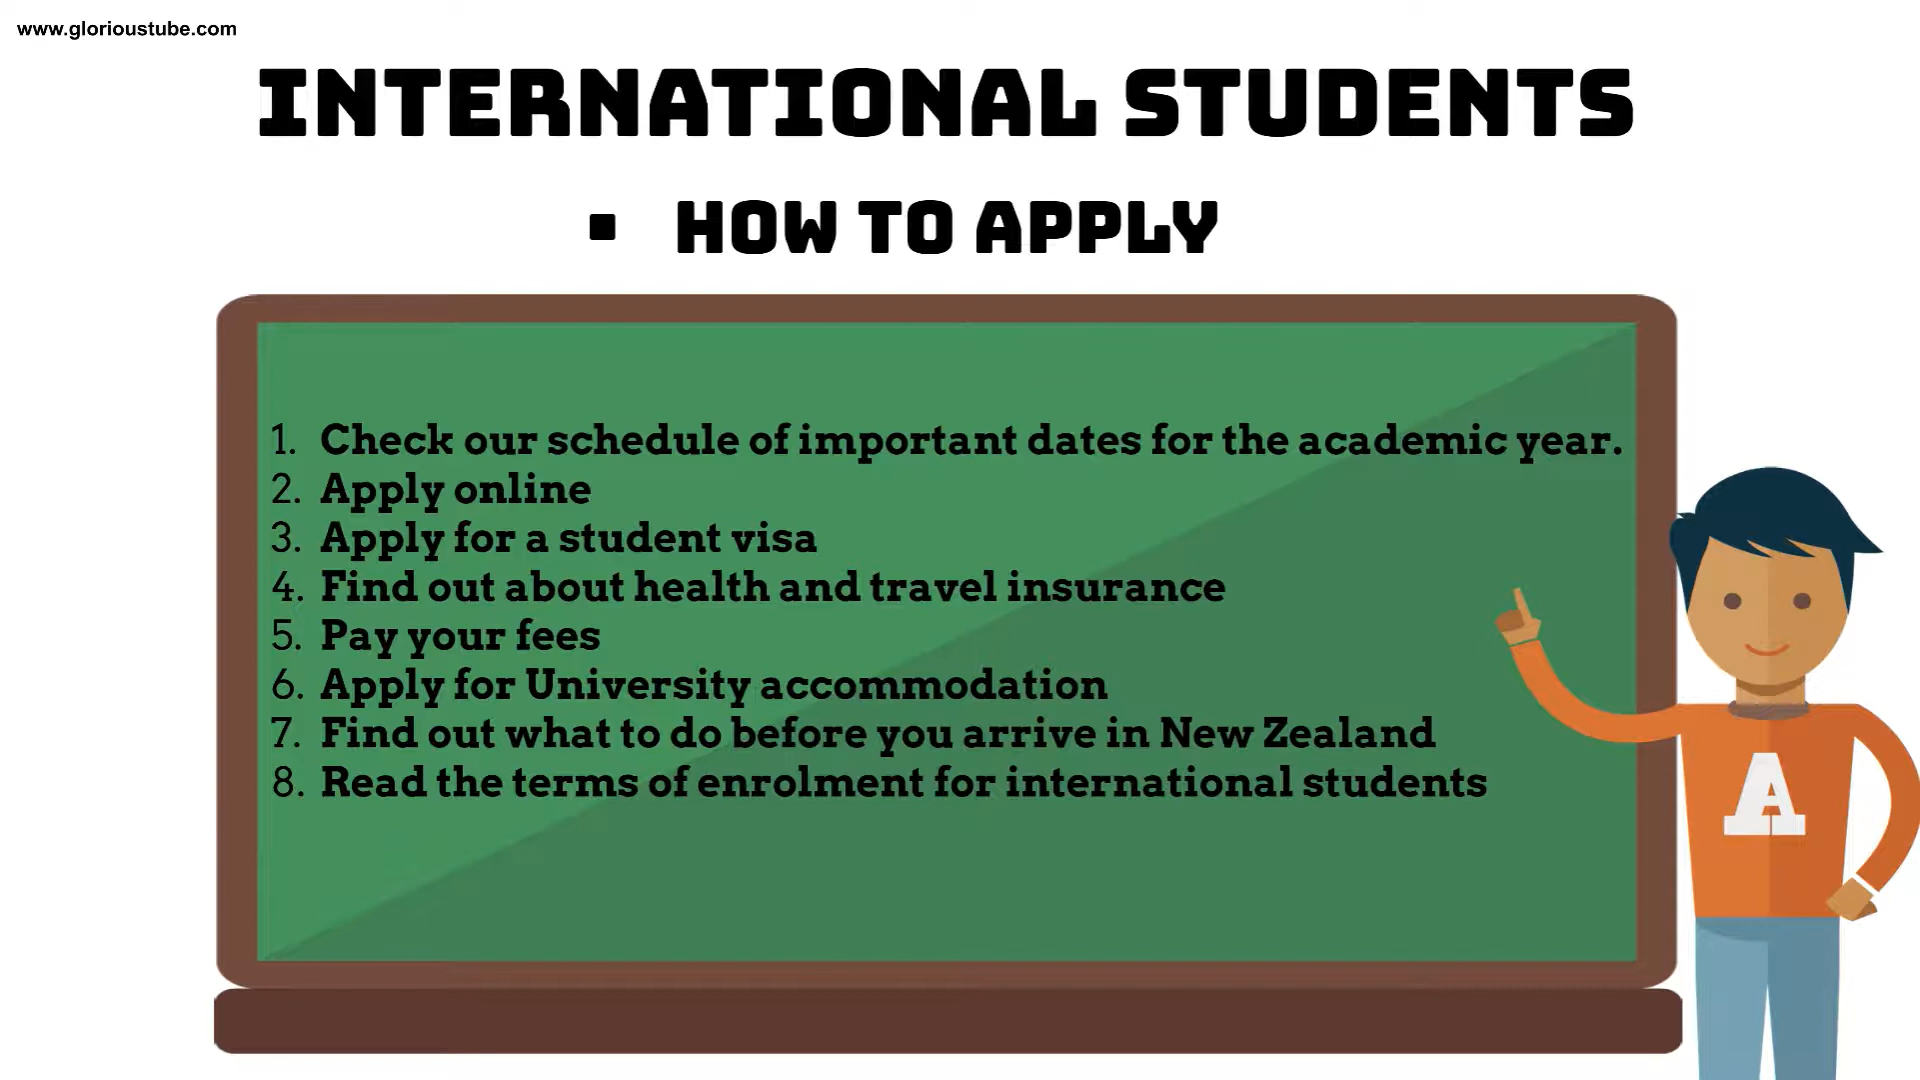 www.glorioustube.com
INTERNATIONAL STUDENTS
▪ HOW TO APPLY
1. Check our schedule of important dates for the academic year.
2. Apply online
3. Apply for a student visa
4. Find out about health and travel insurance
5. Pay your fees
6. Apply for University accommodation
7. Find out what to do before you arrive in New Zealand
8. Read the terms of enrolment for international students
A